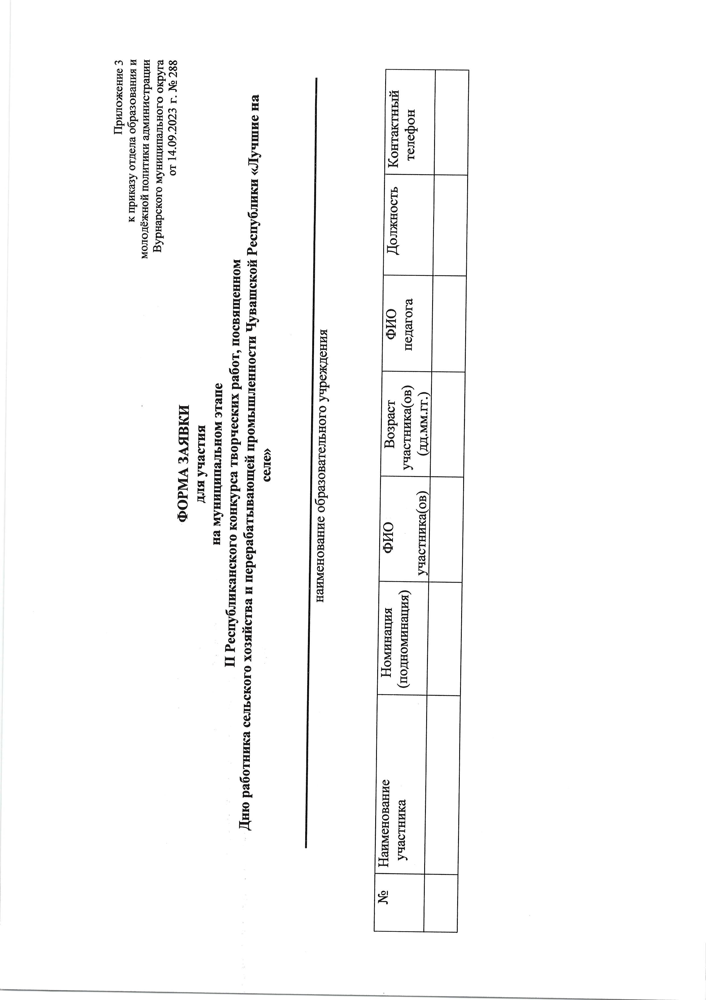 Приложение 3
к приказу отдела образования и
молодёжной политики администрации
Вурнарского муниципального округа
от 14.09.2023 г. № 288
ФОРМА ЗАЯВКИ
для участия
на муниципальном этапе
II Республиканского конкурса творческих работ, посвященном
Дню работника сельского хозяйства и перерабатывающей промышленности Чувашской Республики «Лучшие на
селе»
наименование образовательного учреждения
№
Наименование
участника
Номинация
(подноминация)
ФИО
участника(ов)
Возраст
участника(ов)
(дд.мм.гг.)
ФИО
педагога
Должность
Контактный
телефон